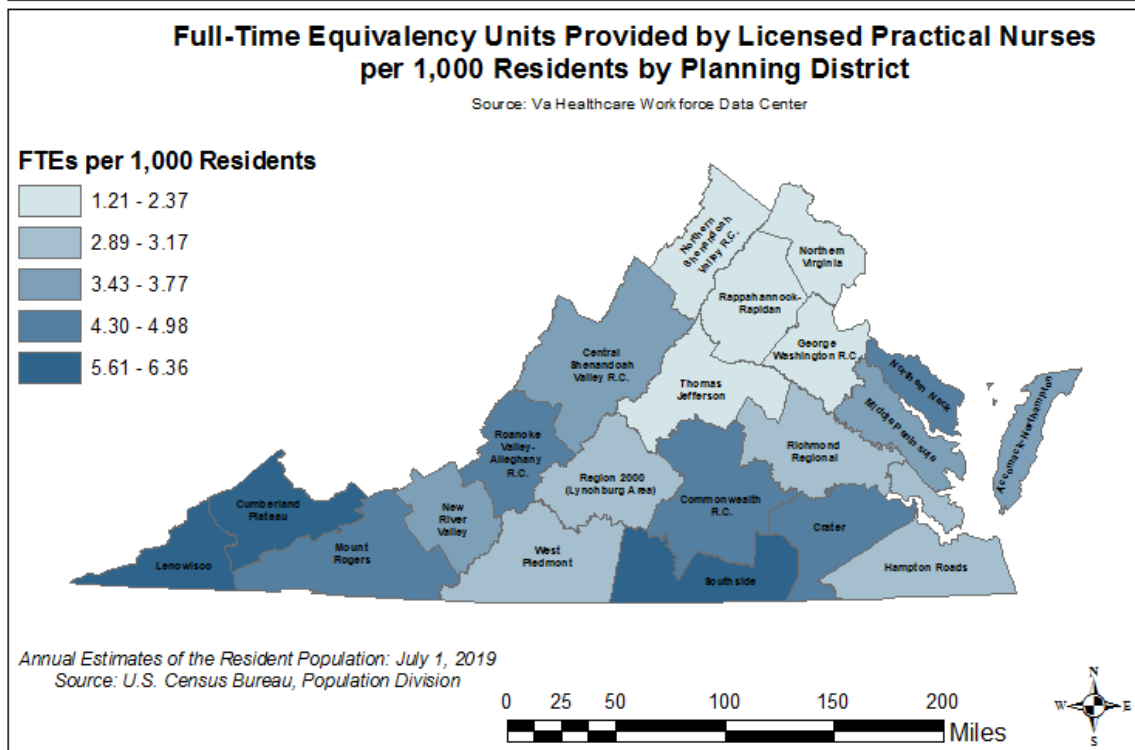 Full-Time Equivalency Units Provided by Licensed Practical Nurses
per 1,000 Residents by Planning District
Source: Va Healthcare Workforce Data Center
FTEs per 1,000 Residents
1.21 - 2.37
2.89 - 3.17
3.43 - 3.77
4.30 - 4.98
5.61 - 6.36
Northern
Shenandoah
Valley R.C.
Northern
Virginia
Rappahannock-
Rapidan
George
Washington R.C.
Central
Shenandoah
Valley R.C.
Thomas
Jefferson
Northern Neck
Middle Peninsula
Accomack-Northampton
Roanoke
Valley-
Alleghany
R.C.
Richmond
Regional
Region 2000
(Lynchburg Area)
Commonwealth
R.C.
Cumberland
Plateau
New
River
Valley
Crater
Mount
Rogers
West
Piedmont
Lenowisco
Southside
Hampton Roads
Annual Estimates of the Resident Population: July 1, 2019
Source: U.S. Census Bureau, Population Division
0 25 50 100 150 200
Miles
N
W E
S